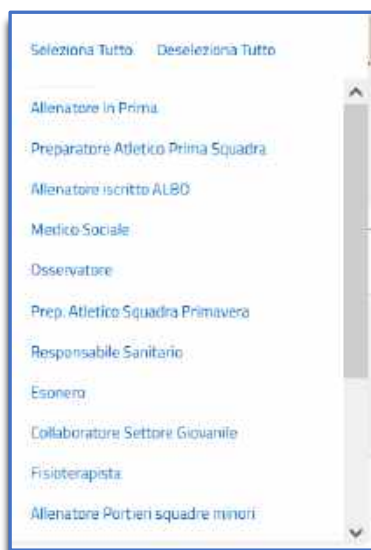 Seleziona Tutto Deseleziona Tutto
Allenatore in Prima
Preparatore Atletico Prima Squadra
Allenatore iscritto ALBO
Medico Sociale
Osservatore
Prep. Atletico Squadra Primavera
Responsabile Sanitario
Esonero
Collaboratore Settore Giovanile
Fisioterapista
Allenatore Portieri squadre minori